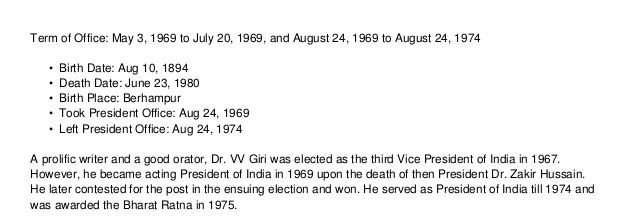 Term of Office: May 3, 1969 to July 20, 1969, and August 24, 1969 to August 24, 1974
• Birth Date: Aug 10, 1894
• Death Date: June 23, 1980
• Birth Place: Berhampur
• Took President Office: Aug 24, 1969
• Left President Office: Aug 24, 1974
A prolific writer and a good orator, Dr. VV Giri was elected as the third Vice President of India in 1967.
However, he became acting President of India in 1969 upon the death of then President Dr. Zakir Hussain.
He later contested for the post in the ensuing election and won. He served as President of India till 1974 and
was awarded the Bharat Ratna in 1975.